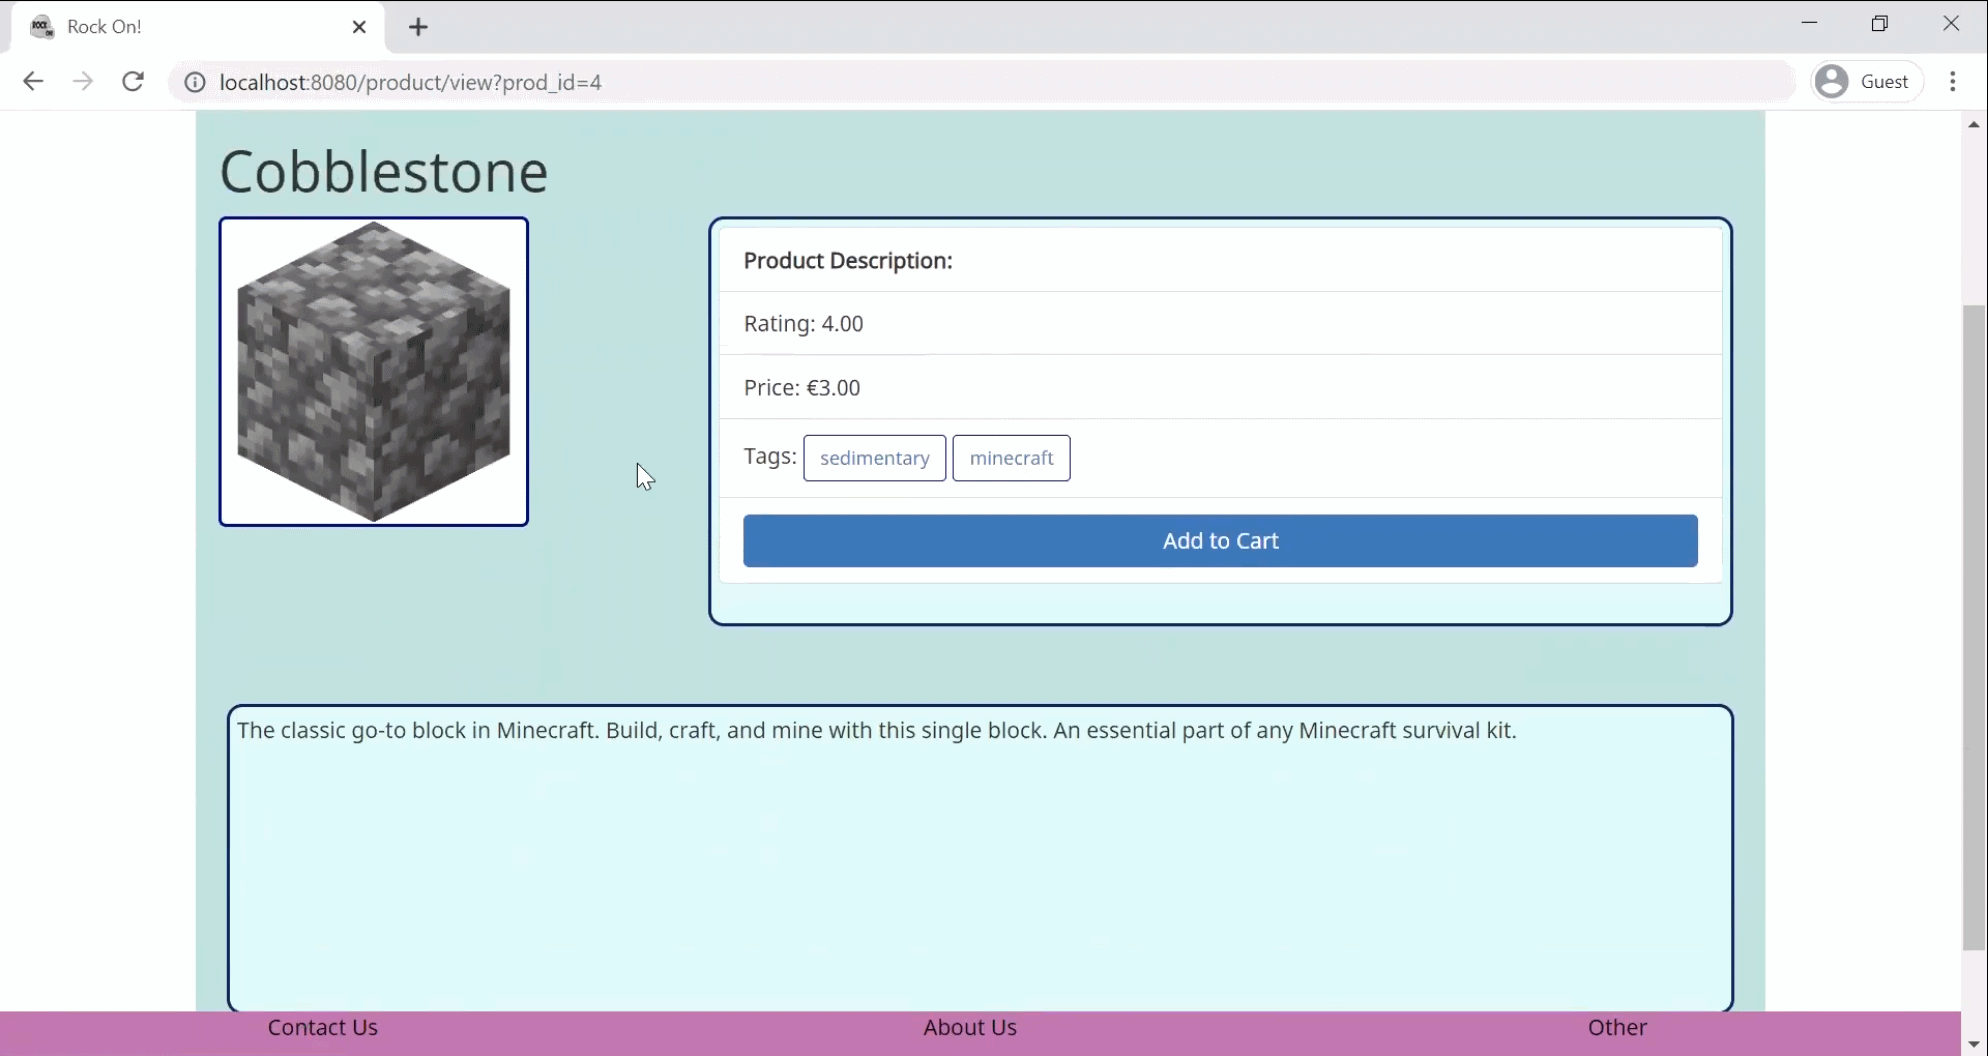 Rock On!
localhost:8080/product/view?prod_id=4
Guest
Cobblestone
Product Description:
Rating: 4.00
Price: €3.00
Tags: sedimentary minecraft
Add to Cart
The classic go-to block in Minecraft. Build, craft, and mine with this single block. An essential part of any Minecraft survival kit.
Contact Us About Us Other